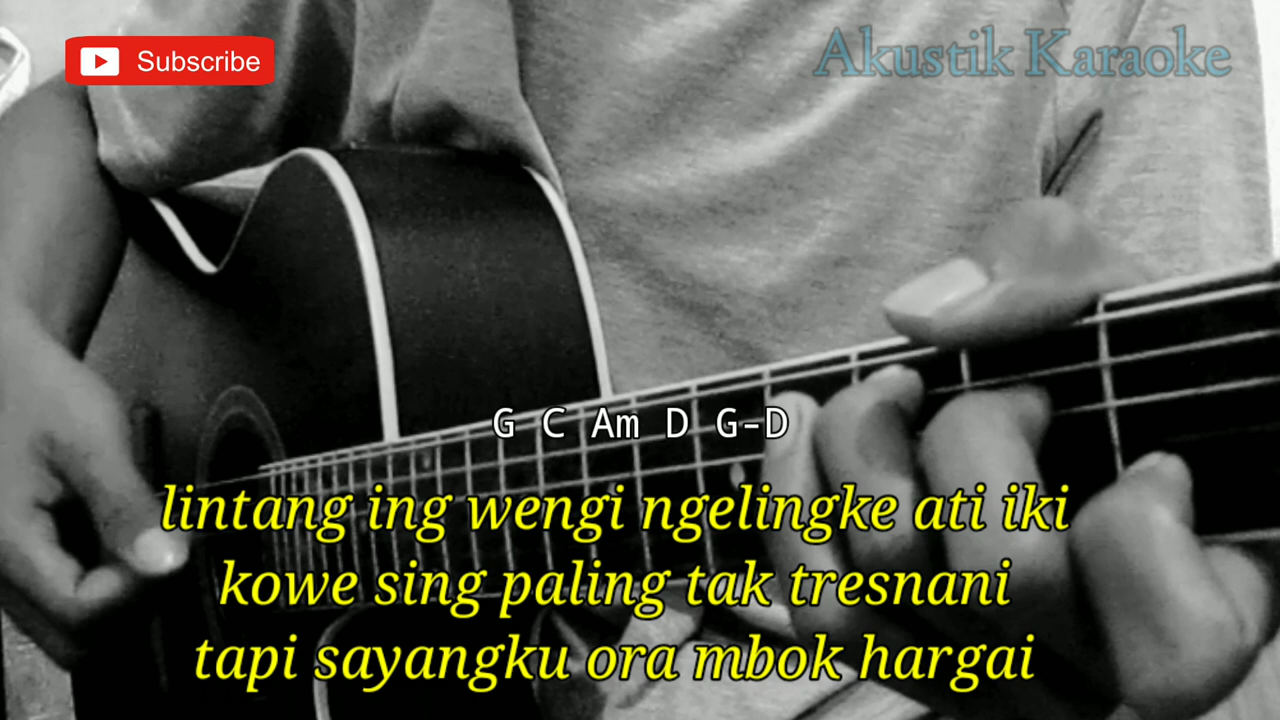 Subscribe
Akustik Karaoke
G C Am D G-D
lintang ing wengi ngelingke ati iki
kowe sing paling tak tresnani
tapi sayangku ora mbok hargai